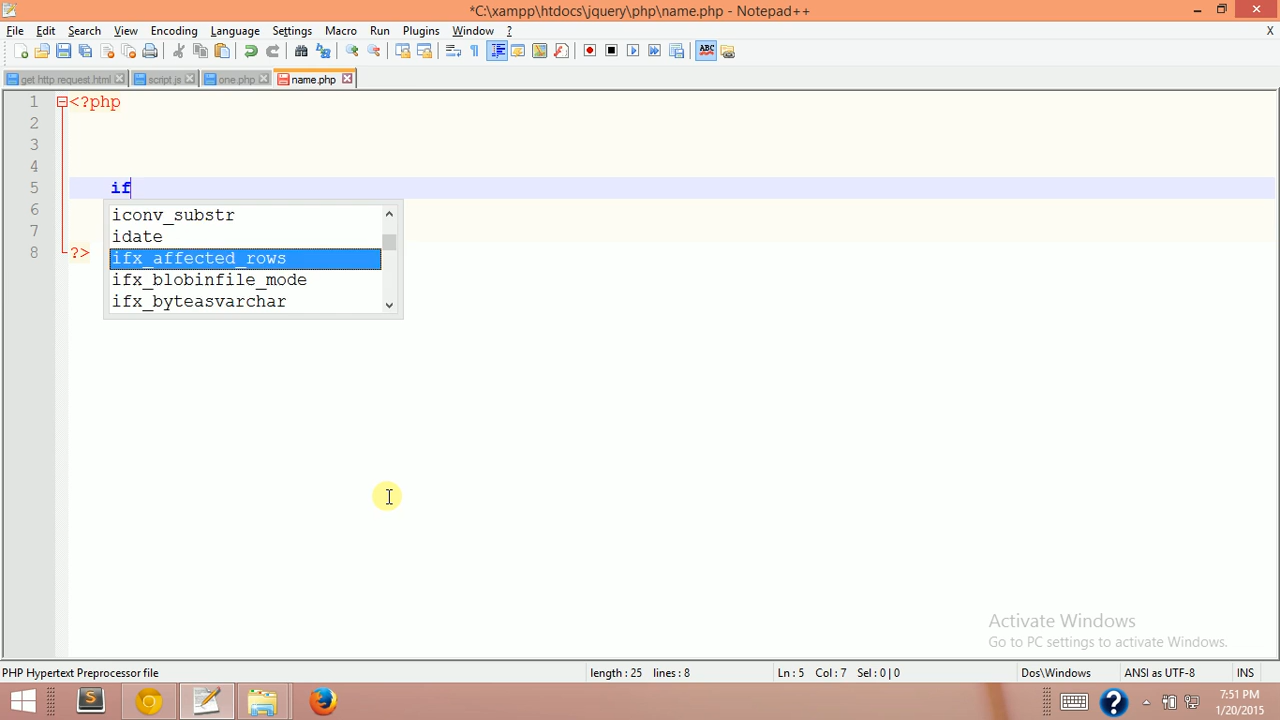 *C:\xampp\htdocs\jquery\php\name.php - Notepad++
File Edit Search View Encoding Language Settings Macro Run Plugins Window ? X
get http request.html script.js one.php name.php
1 <?php
2
3
4
5 if
6 iconv_substr
idate
7 ifx_affected_rows
8 ?>
ifx_blobinfile_mode
ifx_byteasvarchar
Activate Windows
Go to PC settings to activate Windows.
PHP Hypertext Preprocessor file length : 25 lines : 8 Ln : 5 Col : 7 Sel : 0 | 0 Dos\Windows ANSI as UTF-8 INS
7:51 PM
1/20/2015